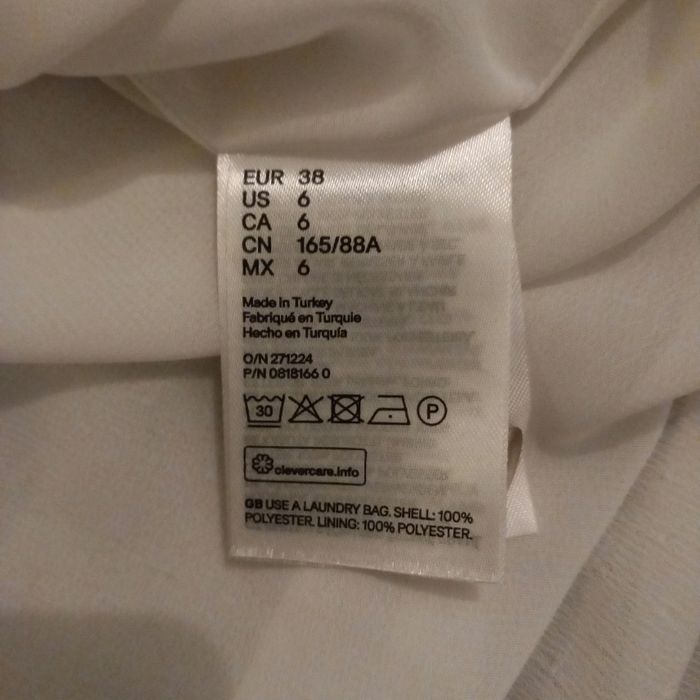 EUR 38
US 6
CA 6
CN 165/88A
MX 6
Made in Turkey
Fabriqué en Turquie
Hecho en Turquía
O/N 271224
P/N 0818166 0
30
P
clevercare.info
GB USE A LAUNDRY BAG. SHELL: 100%
POLYESTER. LINING: 100% POLYESTER.